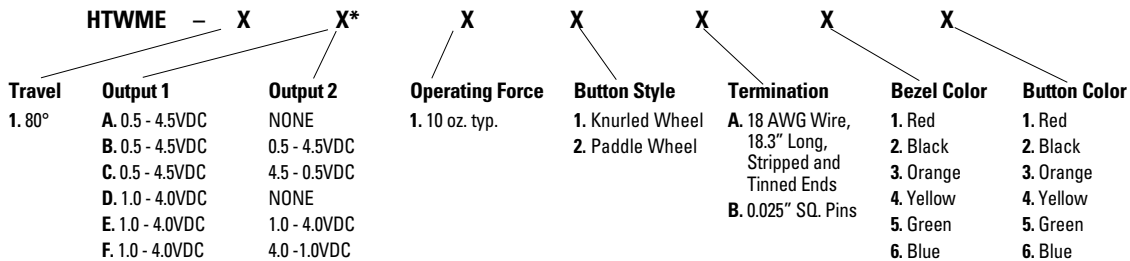 HTWME – X X* X X X X X
Travel Output 1 Output 2 Operating Force Button Style Termination Bezel Color Button Color
1. 80° A. 0.5 - 4.5VDC NONE 1. 10 oz. typ. 1. Knurled Wheel A. 18 AWG Wire, 1. Red 1. Red
B. 0.5 - 4.5VDC 0.5 - 4.5VDC 2. Paddle Wheel 18.3” Long, 2. Black 2. Black
C. 0.5 - 4.5VDC 4.5 - 0.5VDC Stripped and 3. Orange 3. Orange
D. 1.0 - 4.0VDC NONE Tinned Ends 4. Yellow 4. Yellow
E. 1.0 - 4.0VDC 1.0 - 4.0VDC B. 0.025” SQ. Pins 5. Green 5. Green
F. 1.0 - 4.0VDC 4.0 -1.0VDC 6. Blue 6. Blue